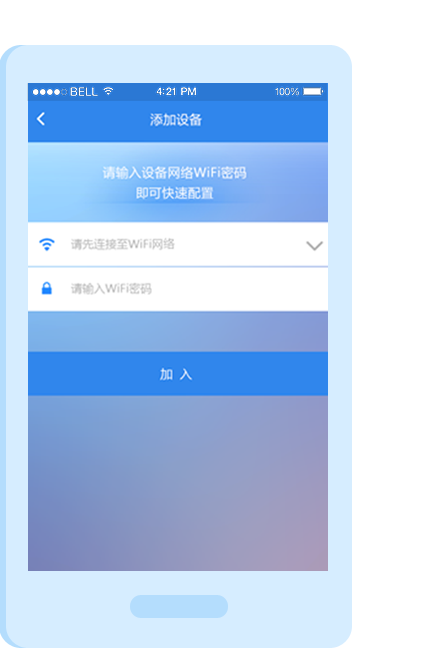 BELL 4:21 PM 100%
添加设备
请输入设备网络WiFi密码
即可快速配置
请先连接至WiFi网络
请输入WiFi密码
加 入